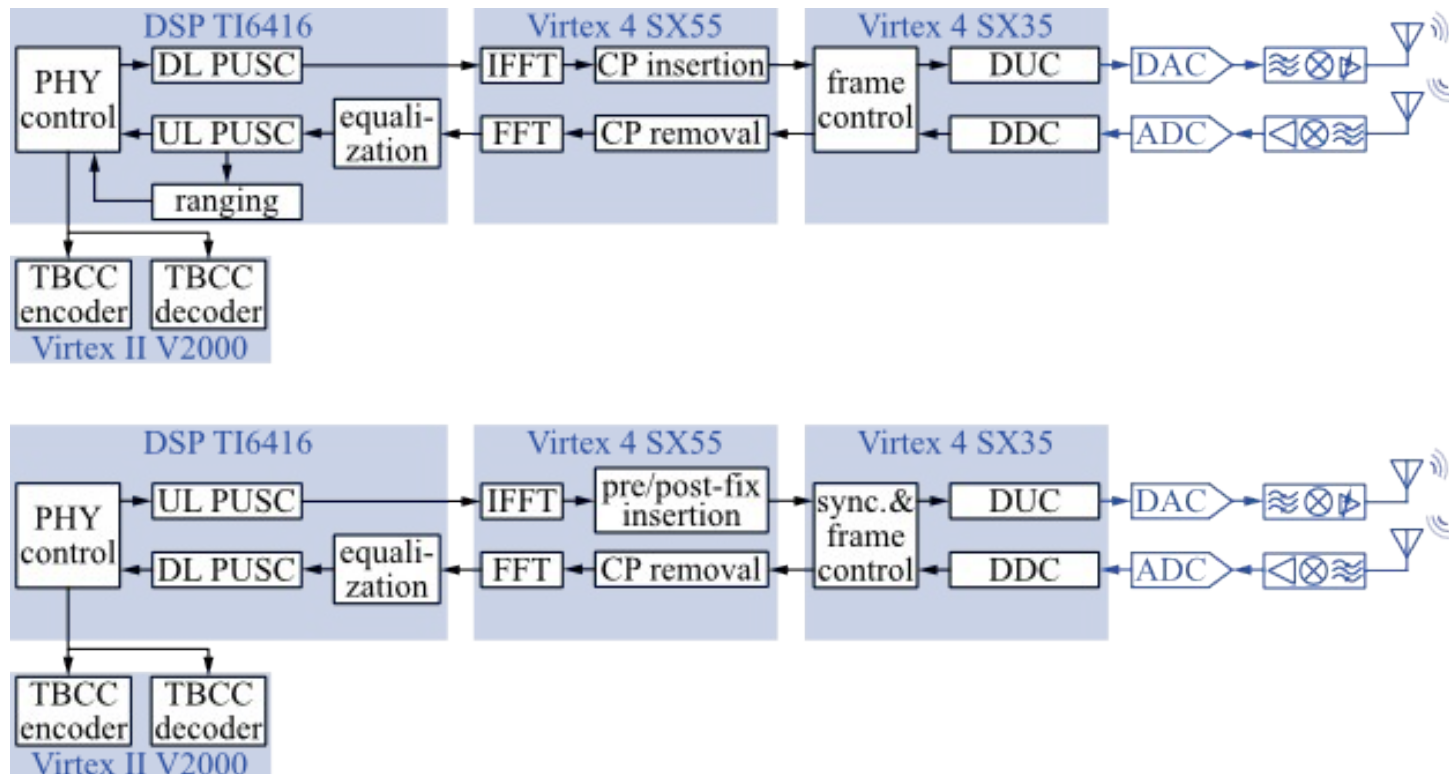 DSP TI6416
Virtex 4 SX55
Virtex 4 SX35
PHY
control
DL PUSC
IFFT
CP insertion
frame
control
DUC
DAC
UL PUSC
equali-
zation
FFT
CP removal
DDC
ADC
ranging
TBCC
encoder
TBCC
decoder
Virtex II V2000
DSP TI6416
Virtex 4 SX55
Virtex 4 SX35
PHY
control
UL PUSC
IFFT
pre/post-fix
insertion
sync.&
frame
control
DUC
DAC
DL PUSC
equali-
zation
FFT
CP removal
DDC
ADC
TBCC
encoder
TBCC
decoder
Virtex II V2000